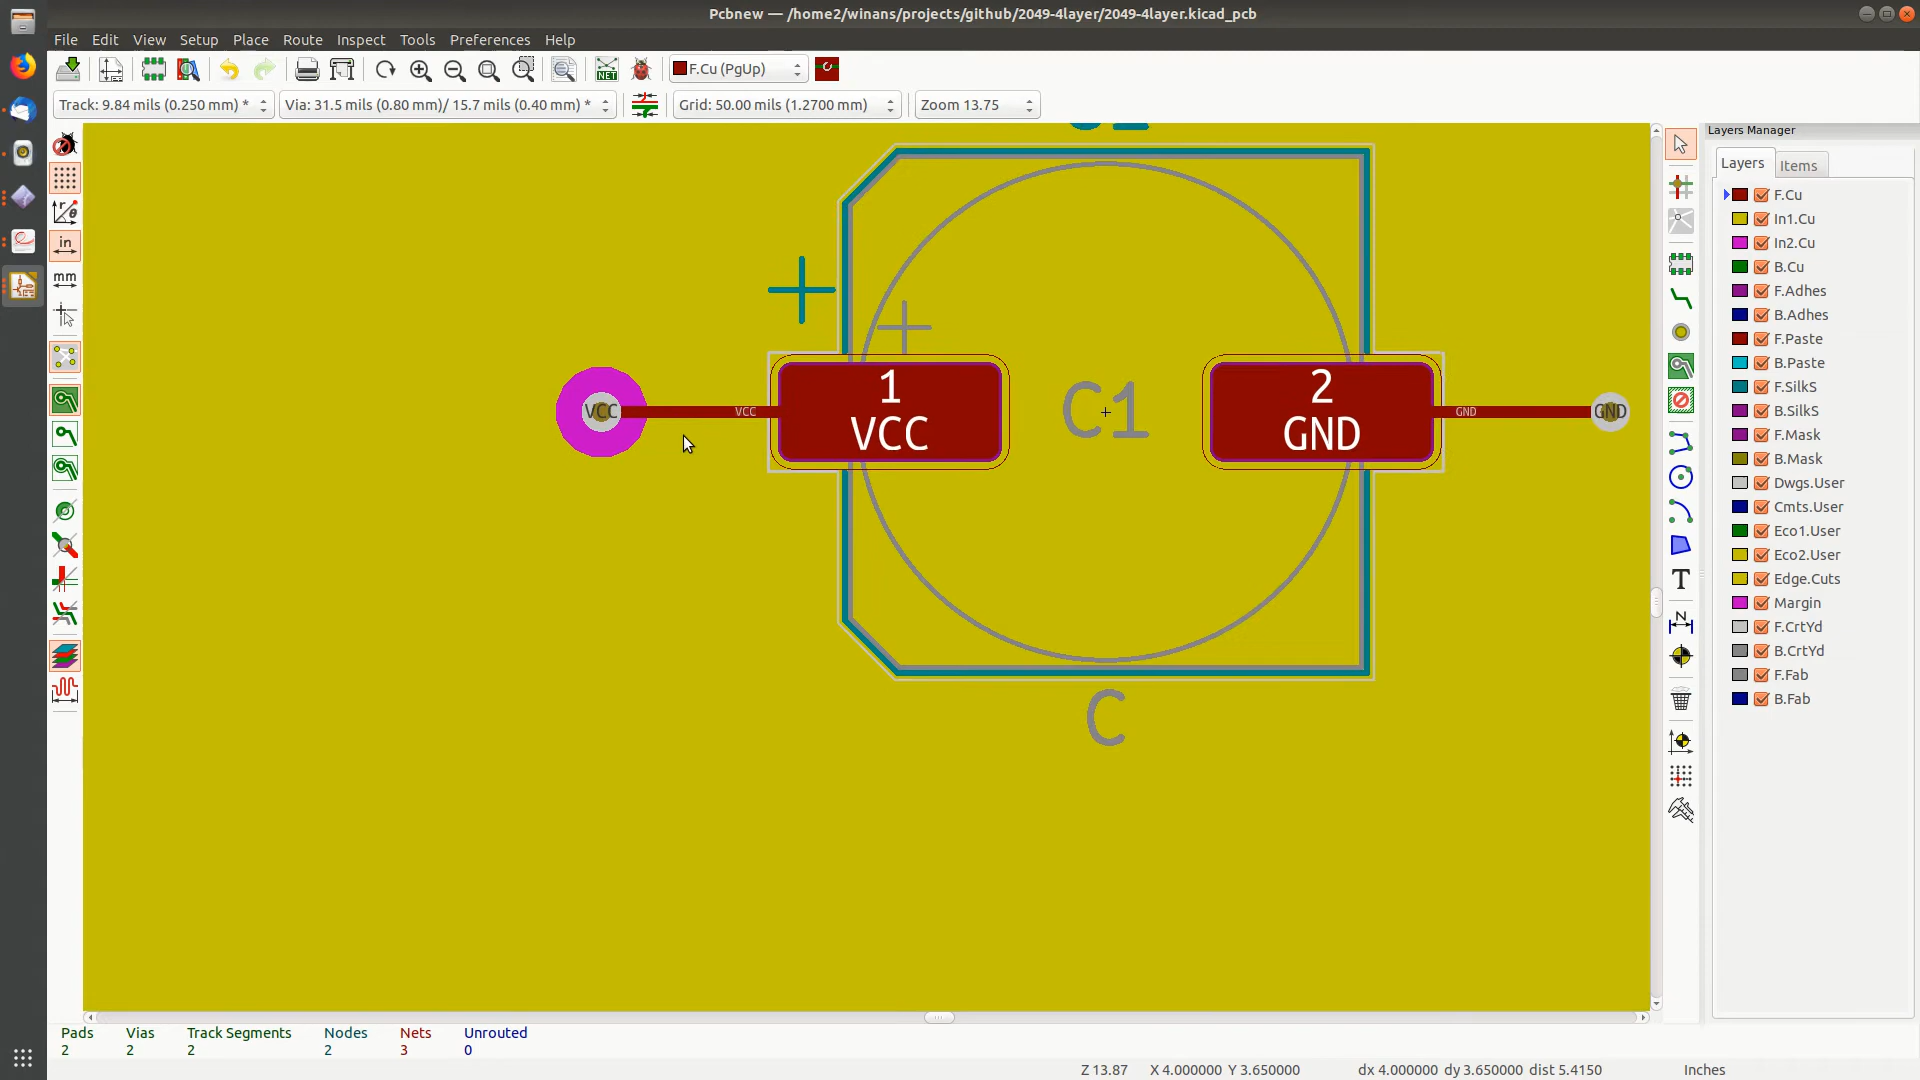 Pcbnew — /home2/winans/projects/github/2049-4layer/2049-4layer.kicad_pcb
File Edit View Setup Place Route Inspect Tools Preferences Help
NET F.Cu (PgUp)
Track: 9.84 mils (0.250 mm) * Via: 31.5 mils (0.80 mm)/ 15.7 mils (0.40 mm) * Grid: 50.00 mils (1.2700 mm) Zoom 13.75
Layers Manager
Layers Items
F.Cu
In1.Cu
In2.Cu
B.Cu
F.Adhes
B.Adhes
F.Paste
B.Paste
F.SilkS
B.SilkS
F.Mask
B.Mask
Dwgs.User
Cmts.User
Eco1.User
Eco2.User
Edge.Cuts
Margin
F.CrtYd
B.CrtYd
F.Fab
B.Fab
in
mm
T
N
1
VCC
VCC
VCC
C1
2
GND
GND
GND
C
Pads Vias Track Segments Nodes Nets Unrouted
2 2 2 2 3 0
Z 13.87 X 4.000000 Y 3.650000 dx 4.000000 dy 3.650000 dist 5.4150 Inches